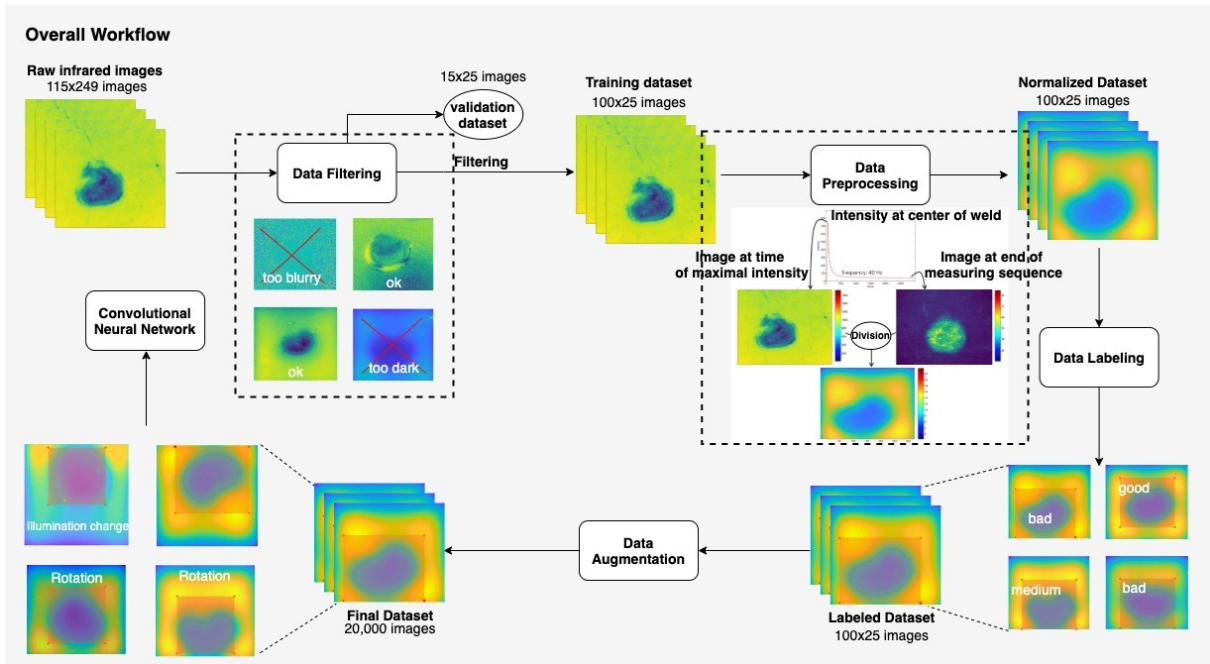 Overall Workflow
Raw infrared images
115x249 images
15x25 images
validation
dataset
Data Filtering
Filtering
too blurry
ok
ok
too dark
Training dataset
100x25 images
Data
Preprocessing
Intensity at center of weld
Image at time
of maximal intensity
frequency: 40 Hz
Image at end of
measuring sequence
Division
Normalized Dataset
100x25 images
Data Labeling
bad
good
medium
bad
Labeled Dataset
100x25 images
Data
Augmentation
Final Dataset
20,000 images
Illumination change
Rotation
Rotation
Convolutional
Neural Network